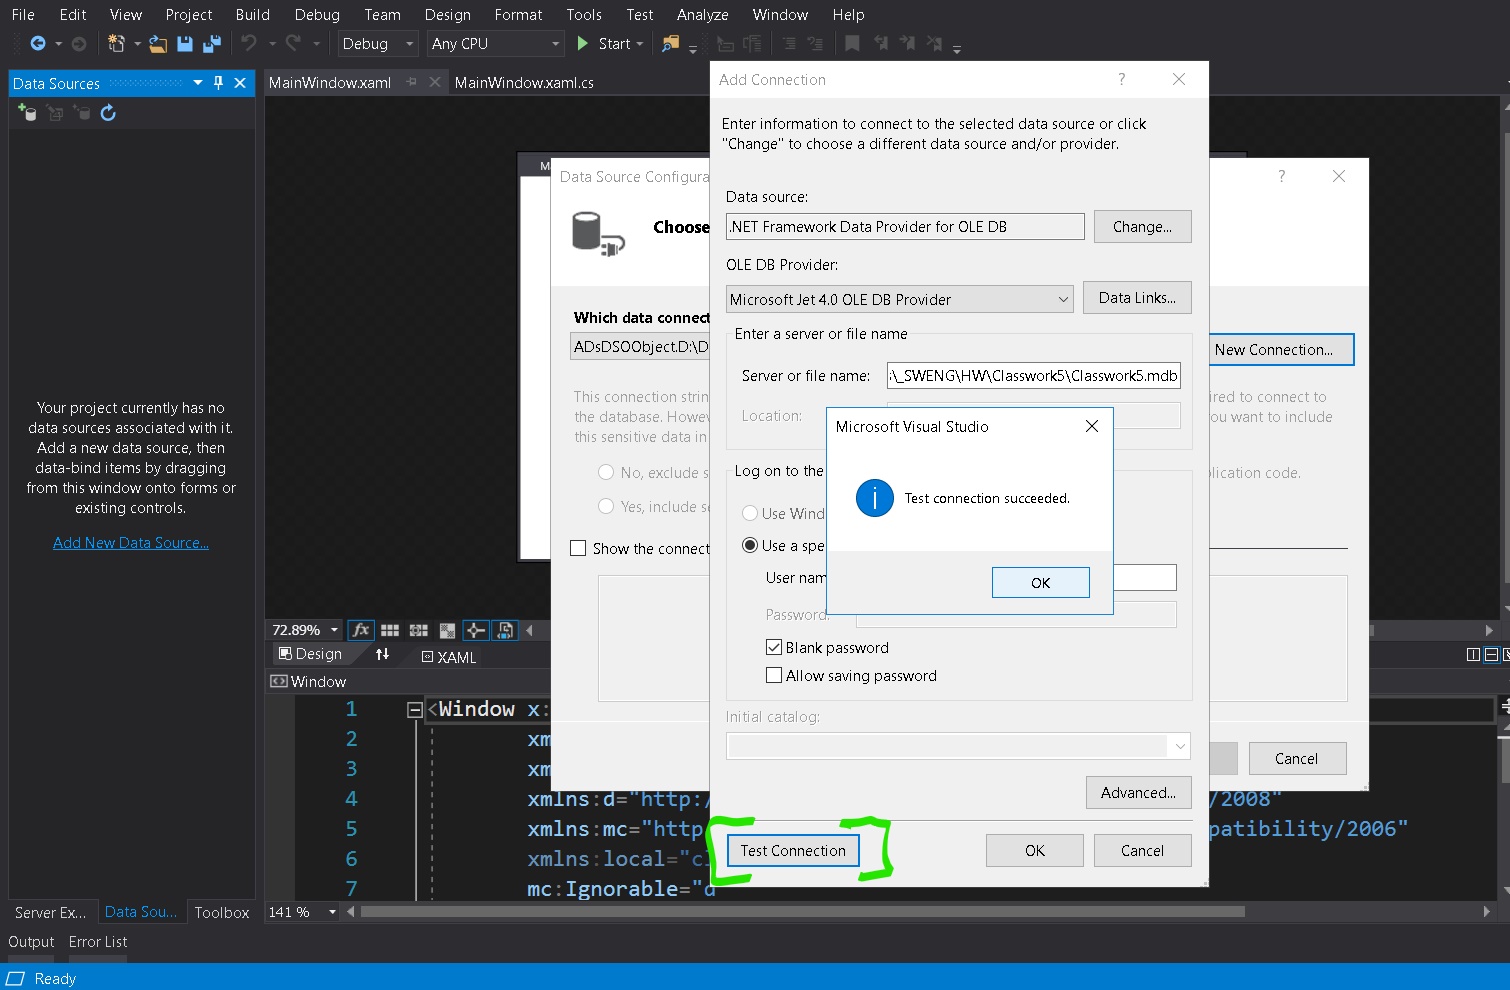 File Edit View Project Build Debug Team Design Format Tools Test Analyze Window Help
Debug Any CPU Start
Data Sources
MainWindow.xaml MainWindow.xaml.cs
Your project currently has no
data sources associated with it.
Add a new data source, then
data-bind items by dragging
from this window onto forms or
existing controls.
Add New Data Source...
Data Source Configura
Choose
Which data connect
ADsDSOObject.D:\D
New Connection...
This connection strin
ired to connect to
the database. Howe
ou want to include
this sensitive data in
No, exclude s
plication code.
Yes, include s
Show the connect
Cancel
Add Connection
Enter information to connect to the selected data source or click
"Change" to choose a different data source and/or provider.
Data source:
.NET Framework Data Provider for OLE DB Change...
OLE DB Provider:
Microsoft Jet 4.0 OLE DB Provider Data Links...
Enter a server or file name
Server or file name: \_SWENG\HW\Classwork5\Classwork5.mdb
Location:
Log on to the
Use Wind
Use a spe
User nam
Password:
Blank password
Allow saving password
Initial catalog:
Advanced...
Test Connection OK Cancel
Microsoft Visual Studio
Test connection succeeded.
OK
72.89%
Design XAML
Window
1 <Window x:
2 xm
3 xm
4 xmlns:d="http:/ /2008"
5 xmlns:mc="http patibility/2006"
6 xmlns:local="c
7 mc:Ignorable="d
141 %
Server Ex... Data Sou... Toolbox
Output Error List
Ready